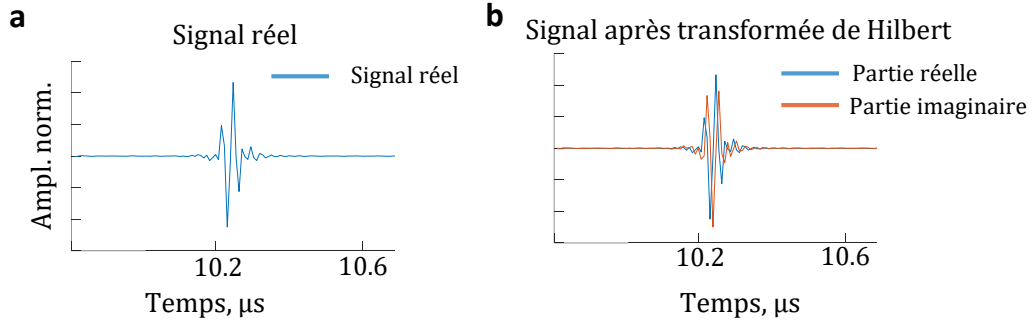 a
Signal réel
Signal réel
Ampl. norm.
10.2
10.6
Temps, µs
b
Signal après transformée de Hilbert
Partie réelle
Partie imaginaire
10.2
10.6
Temps, µs